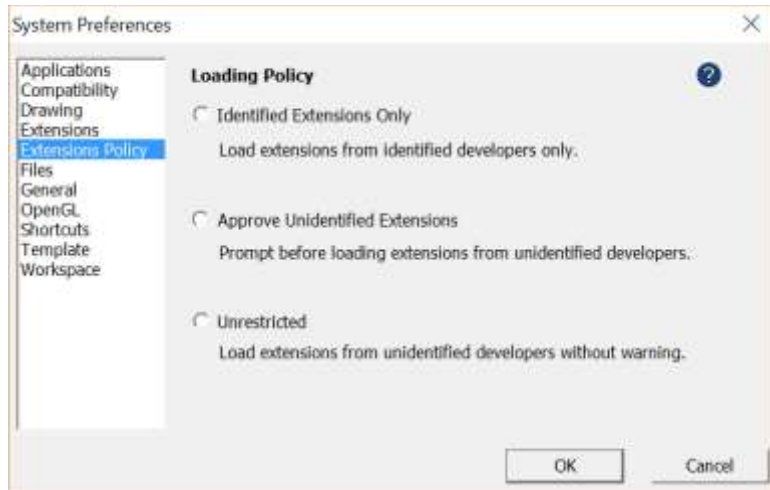 System Preferences
Applications
Compatibility
Drawing
Extensions
Extensions Policy
Files
General
OpenGL
Shortcuts
Template
Workspace
Loading Policy
?
Identified Extensions Only
Load extensions from identified developers only.
Approve Unidentified Extensions
Prompt before loading extensions from unidentified developers.
Unrestricted
Load extensions from unidentified developers without warning.
OK
Cancel